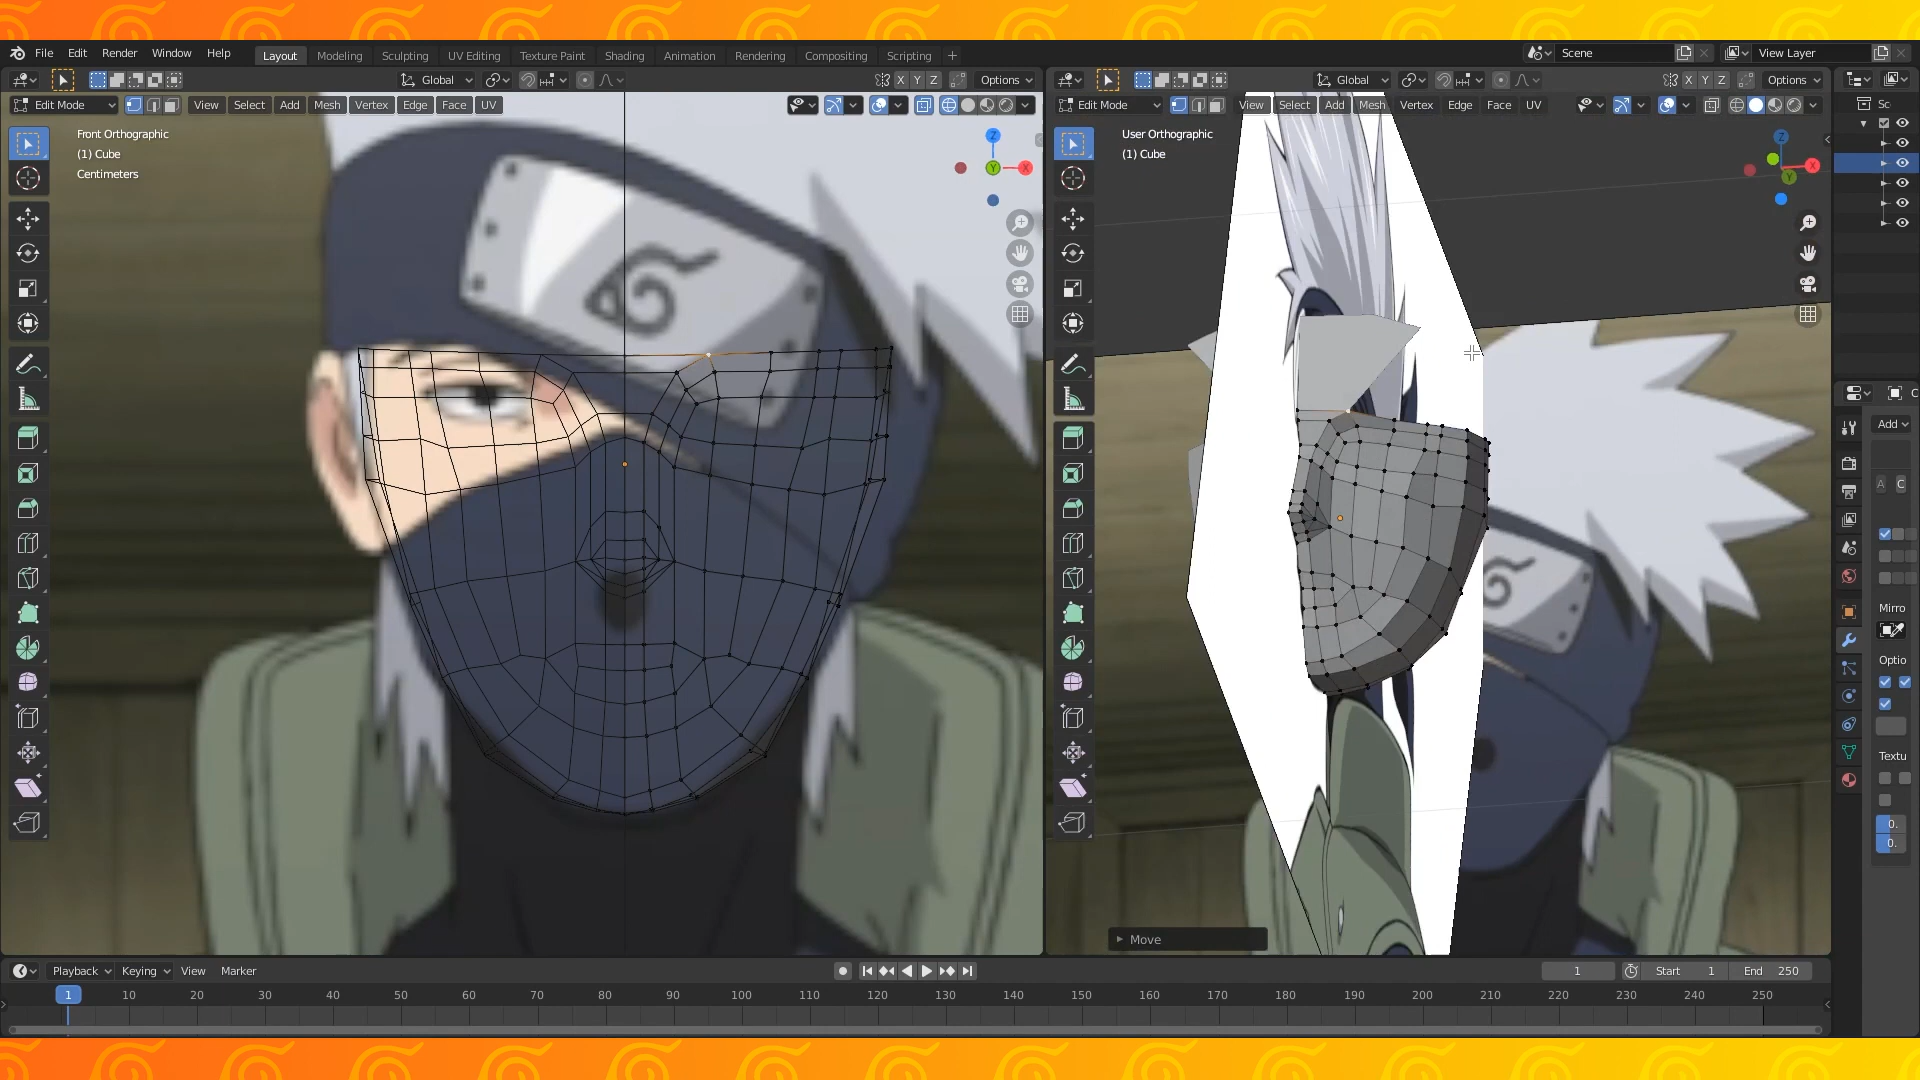 File Edit Render Window Help Layout Modeling Sculpting UV Editing Texture Paint Shading Animation Rendering Compositing Scripting + Scene View Layer
Global X Y Z Options Global X Y Z Options
Edit Mode View Select Add Mesh Vertex Edge Face UV Edit Mode View Select Add Mesh Vertex Edge Face UV Sc
Front Orthographic
(1) Cube
Centimeters
Z
Y
X
User Orthographic
(1) Cube
Z
X
Y
C
Add
A C
Mirro
Optio
Textu
0.
0.
Move
Playback Keying View Marker 1 Start 1 End 250
1 10 20 30 40 50 60 70 80 90 100 110 120 130 140 150 160 170 180 190 200 210 220 230 240 250